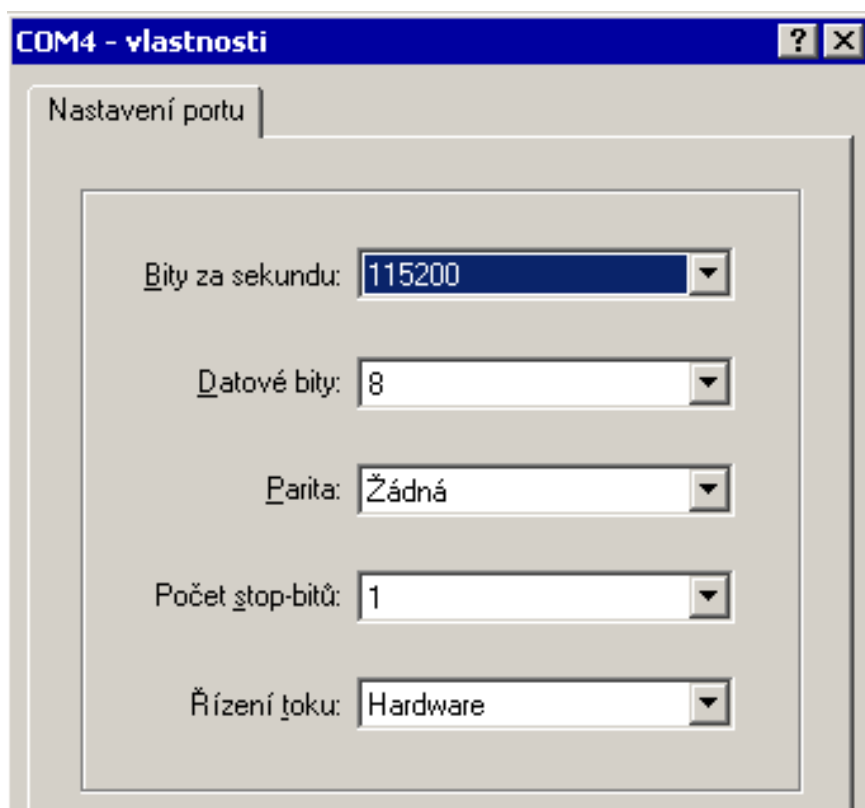 COM4 - vlastnosti
Nastavení portu
Bity za sekundu: 115200
Datové bity: 8
Parita: Žádná
Počet stop-bitů: 1
Řízení toku: Hardware